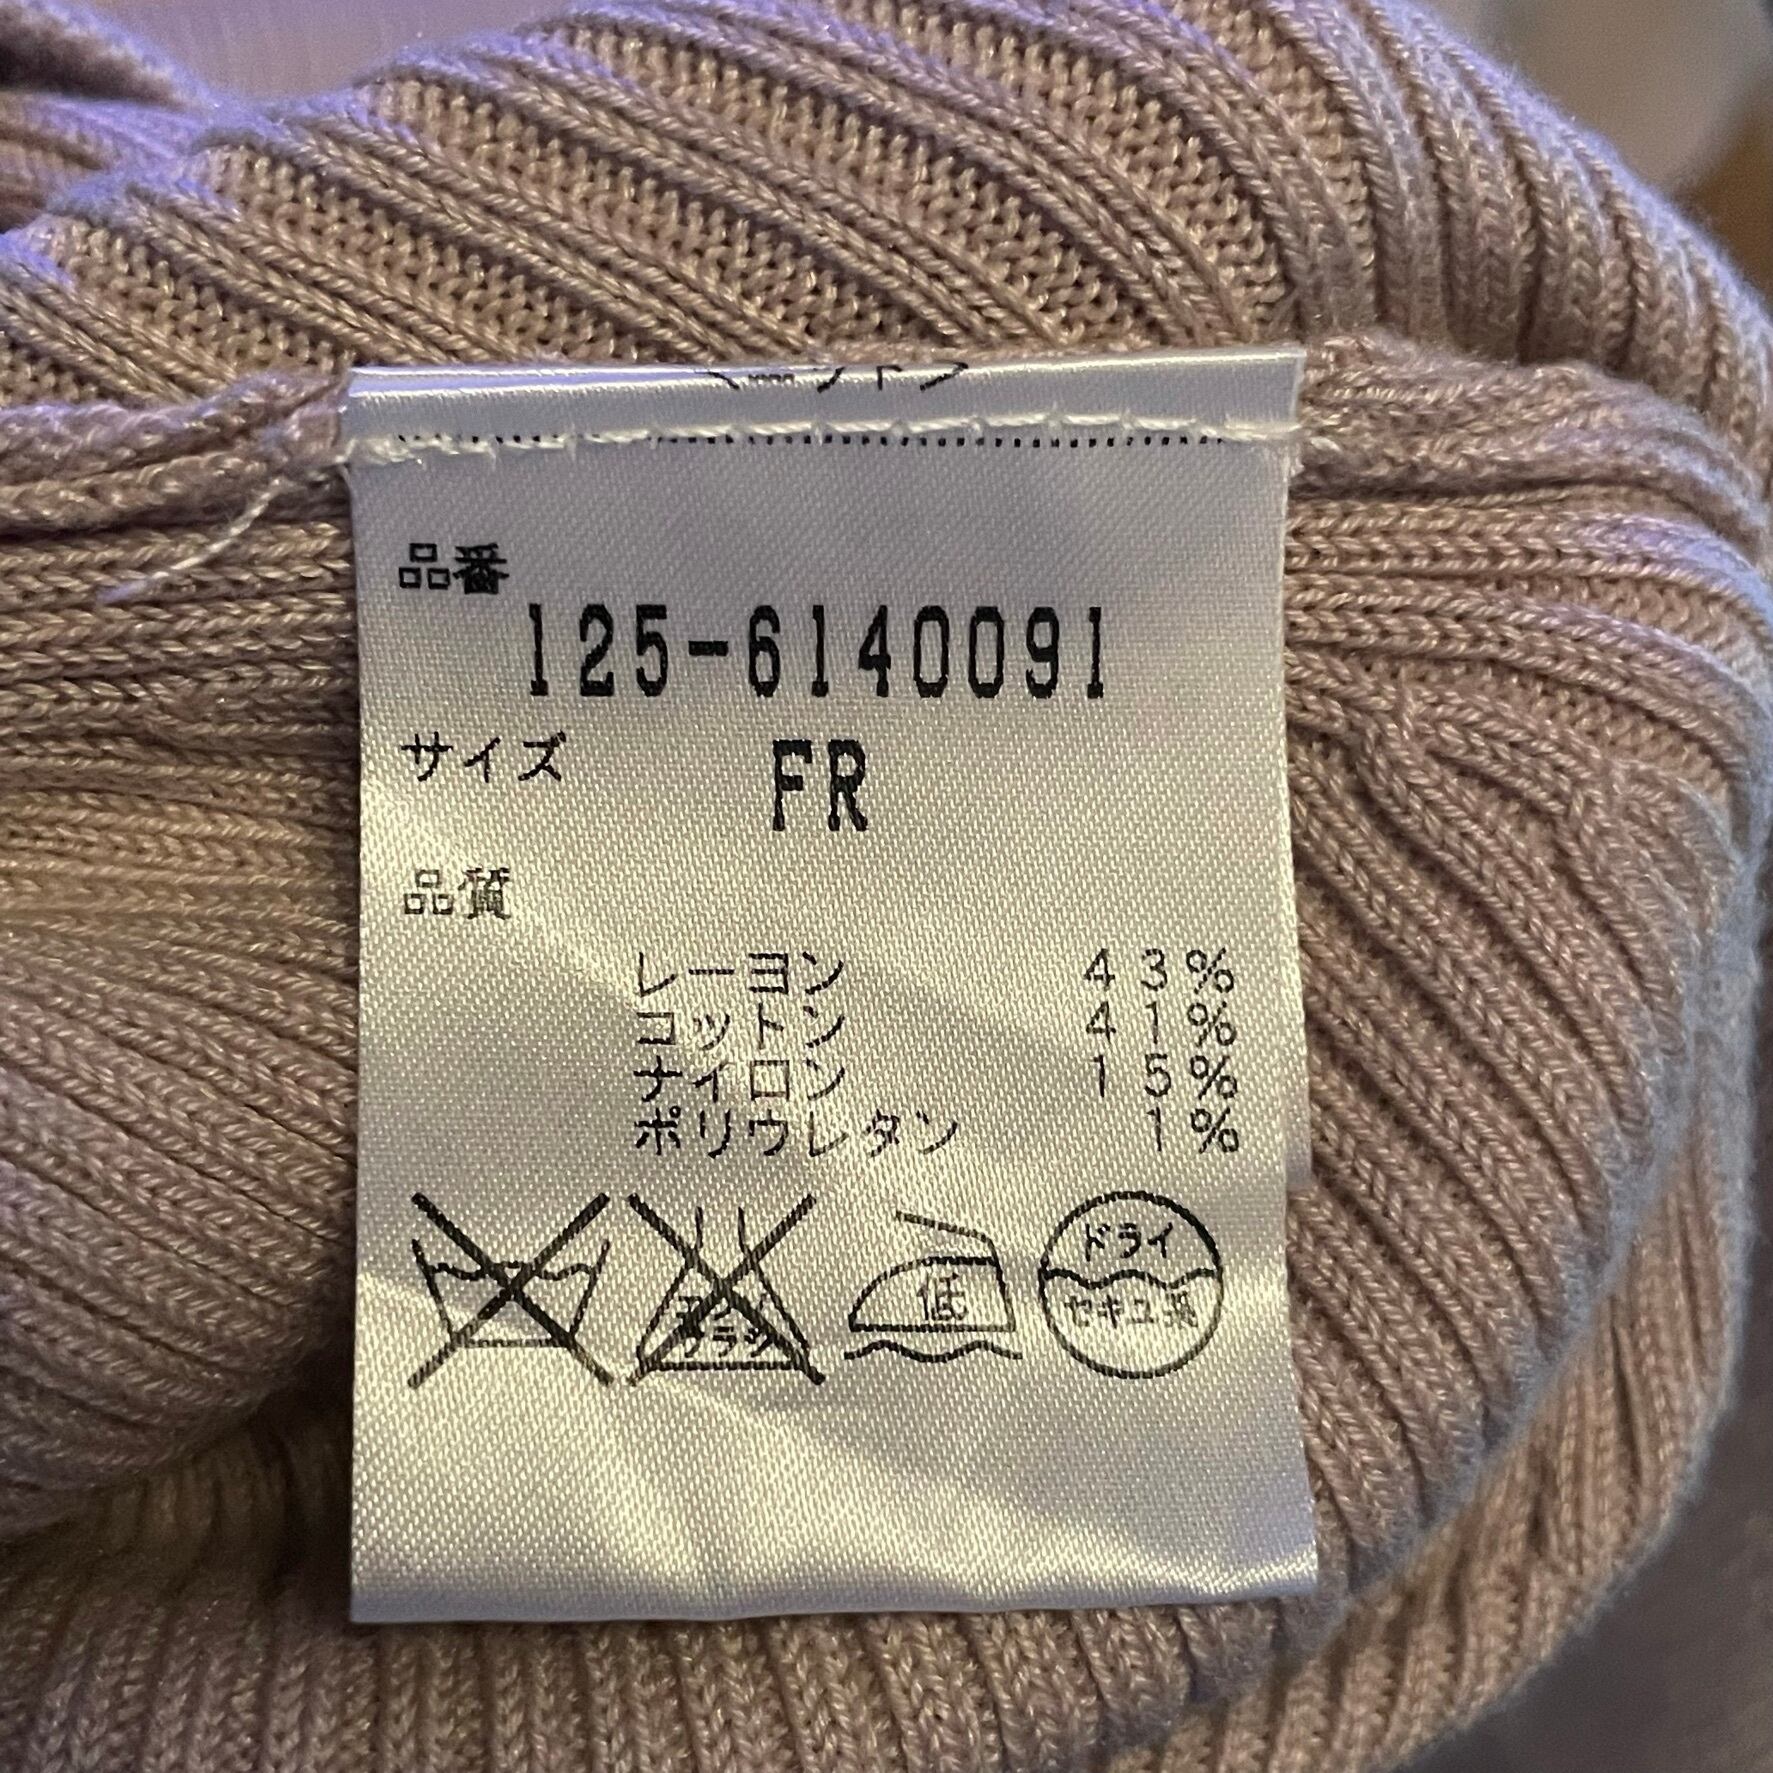 品番
125-6140091
サイズ FR
品質
レーヨン 43%
コットン 41%
ナイロン 15%
ポリウレタン 1%
低
ドライ
セキユ系